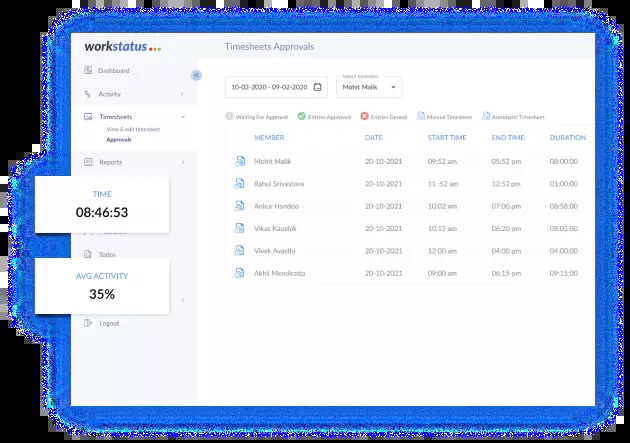 workstatus
Timesheets Approvals
Dashboard
Activity
Timesheets
View & edit timesheet
Approvals
Reports
TIME
08:46:53
Todos
AVG ACTIVITY
35%
Logout
10-02-2020 - 09-02-2020
Select members
Mohit Malik
Waiting For Approval Entries Approved Entries Denied Manual Timesheet Automatic Timesheets
MEMBER DATE START TIME END TIME DURATION
Mohit Malik 20-10-2021 09:52 am 05:52 pm 08:00:00
Rahul Srivastava 20-10-2021 11 :52 am 12:52 pm 01:00:00
Ankur Handoo 20-10-2021 10:02 am 07:00 pm 08:58:00
Vikas Kaushik 20-10-2021 10:15 am 06:20 pm 08:05:00
Vivek Avasthi 20-10-2021 12:00 am 04:00 pm 04:00:00
Akhil Mendiratta 20-10-2021 09:00 am 06:15 pm 09:15:00